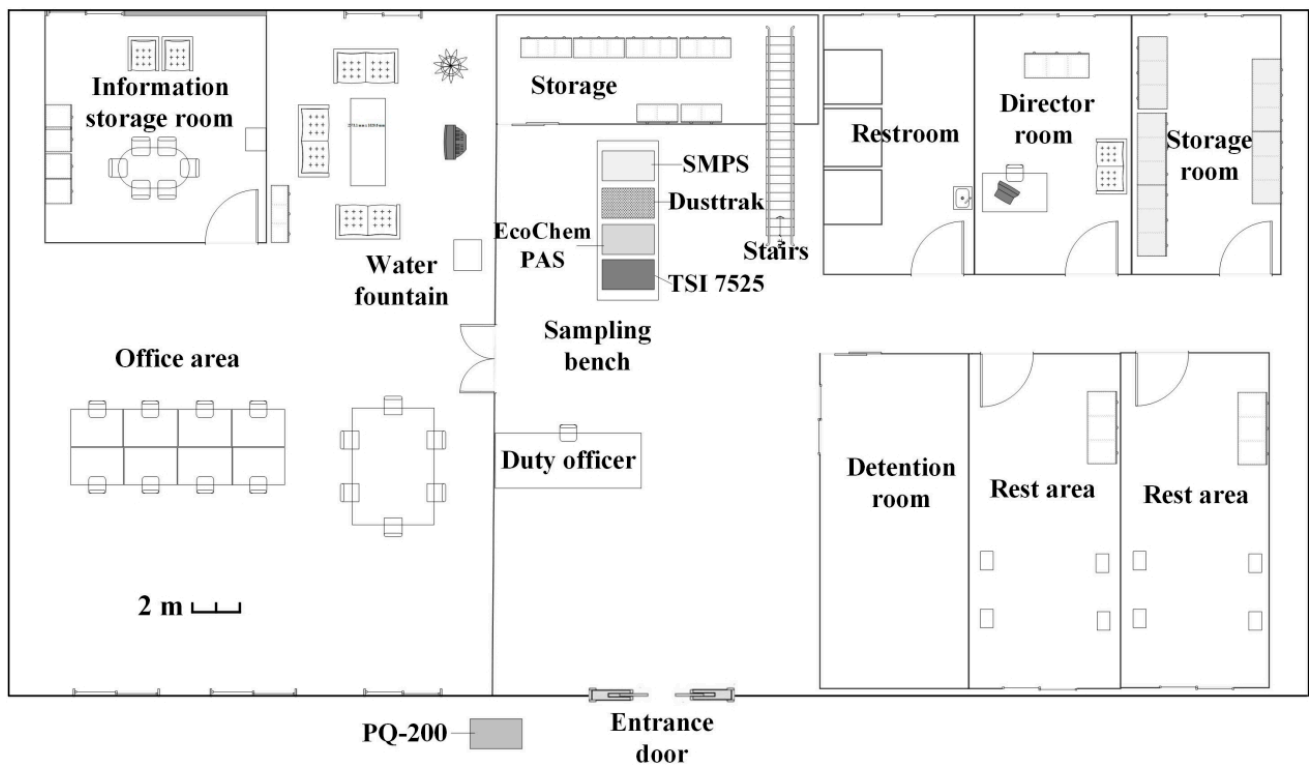 Information
storage room
Storage
Restroom
Director
room
Storage
room
SMPS
Dusttrak
EcoChem
PAS
TSI 7525
Stairs
Water
fountain
Sampling
bench
Office area
Duty officer
Detention
room
Rest area
Rest area
2 m
PQ-200
Entrance
door